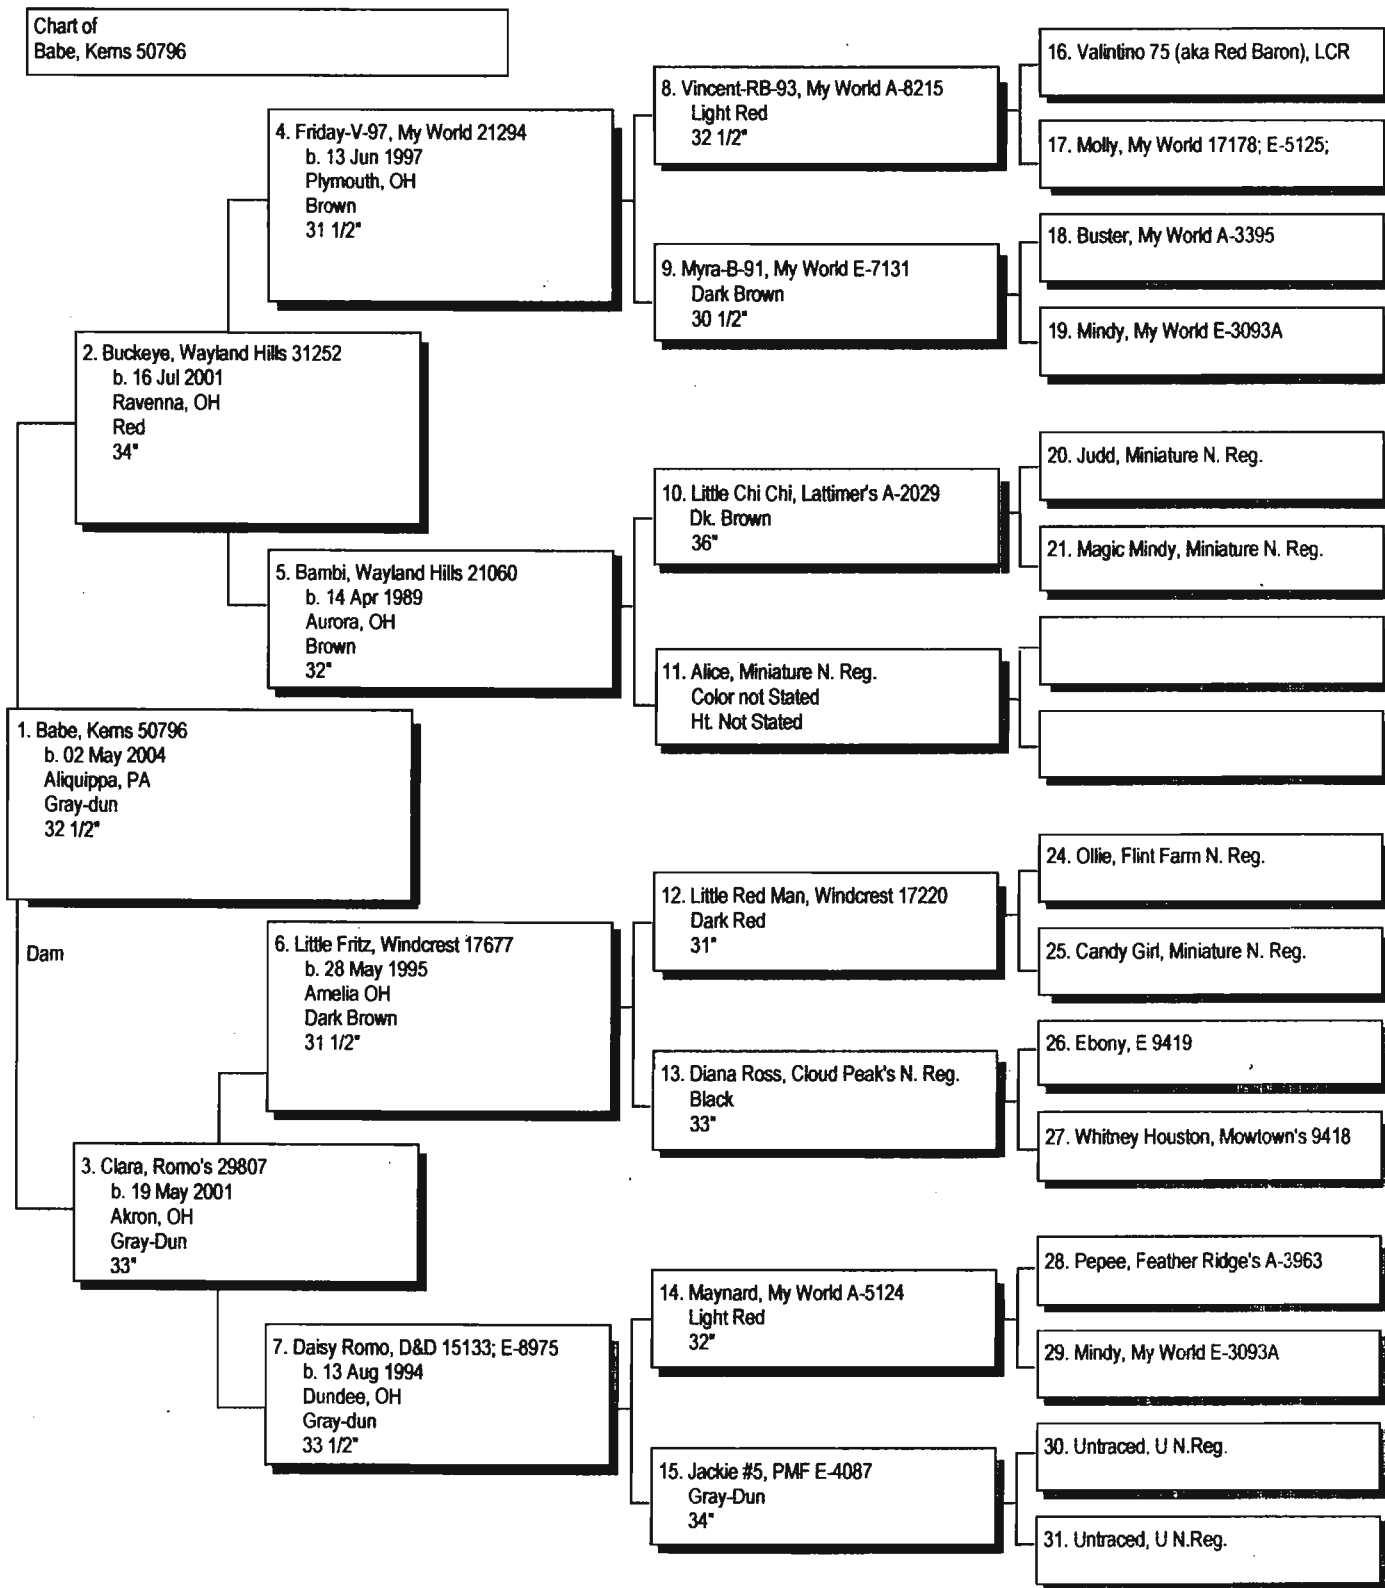 Chart of
Babe, Kerns 50796
1. Babe, Kerns 50796
b. 02 May 2004
Aliquippa, PA
Gray-dun
32 1/2"
Dam
2. Buckeye, Wayland Hills 31252
b. 16 Jul 2001
Ravenna, OH
Red
34"
3. Clara, Romo's 29807
b. 19 May 2001
Akron, OH
Gray-Dun
33"
4. Friday-V-97, My World 21294
b. 13 Jun 1997
Plymouth, OH
Brown
31 1/2"
5. Bambi, Wayland Hills 21060
b. 14 Apr 1989
Aurora, OH
Brown
32"
6. Little Fritz, Windcrest 17677
b. 28 May 1995
Amelia OH
Dark Brown
31 1/2"
7. Daisy Romo, D&D 15133; E-8975
b. 13 Aug 1994
Dundee, OH
Gray-dun
33 1/2"
8. Vincent-RB-93, My World A-8215
Light Red
32 1/2"
9. Myra-B-91, My World E-7131
Dark Brown
30 1/2"
10. Little Chi Chi, Lattimer's A-2029
Dk. Brown
36"
11. Alice, Miniature N. Reg.
Color not Stated
Ht. Not Stated
12. Little Red Man, Windcrest 17220
Dark Red
31"
13. Diana Ross, Cloud Peak's N. Reg.
Black
33"
14. Maynard, My World A-5124
Light Red
32"
15. Jackie #5, PMF E-4087
Gray-Dun
34"
16. Valintino 75 (aka Red Baron), LCR
17. Molly, My World 17178; E-5125;
18. Buster, My World A-3395
19. Mindy, My World E-3093A
20. Judd, Miniature N. Reg.
21. Magic Mindy, Miniature N. Reg.
24. Ollie, Flint Farm N. Reg.
25. Candy Girl, Miniature N. Reg.
26. Ebony, E 9419
27. Whitney Houston, Mowtown's 9418
28. Pepee, Feather Ridge's A-3963
29. Mindy, My World E-3093A
30. Untraced, U N.Reg.
31. Untraced, U N.Reg.